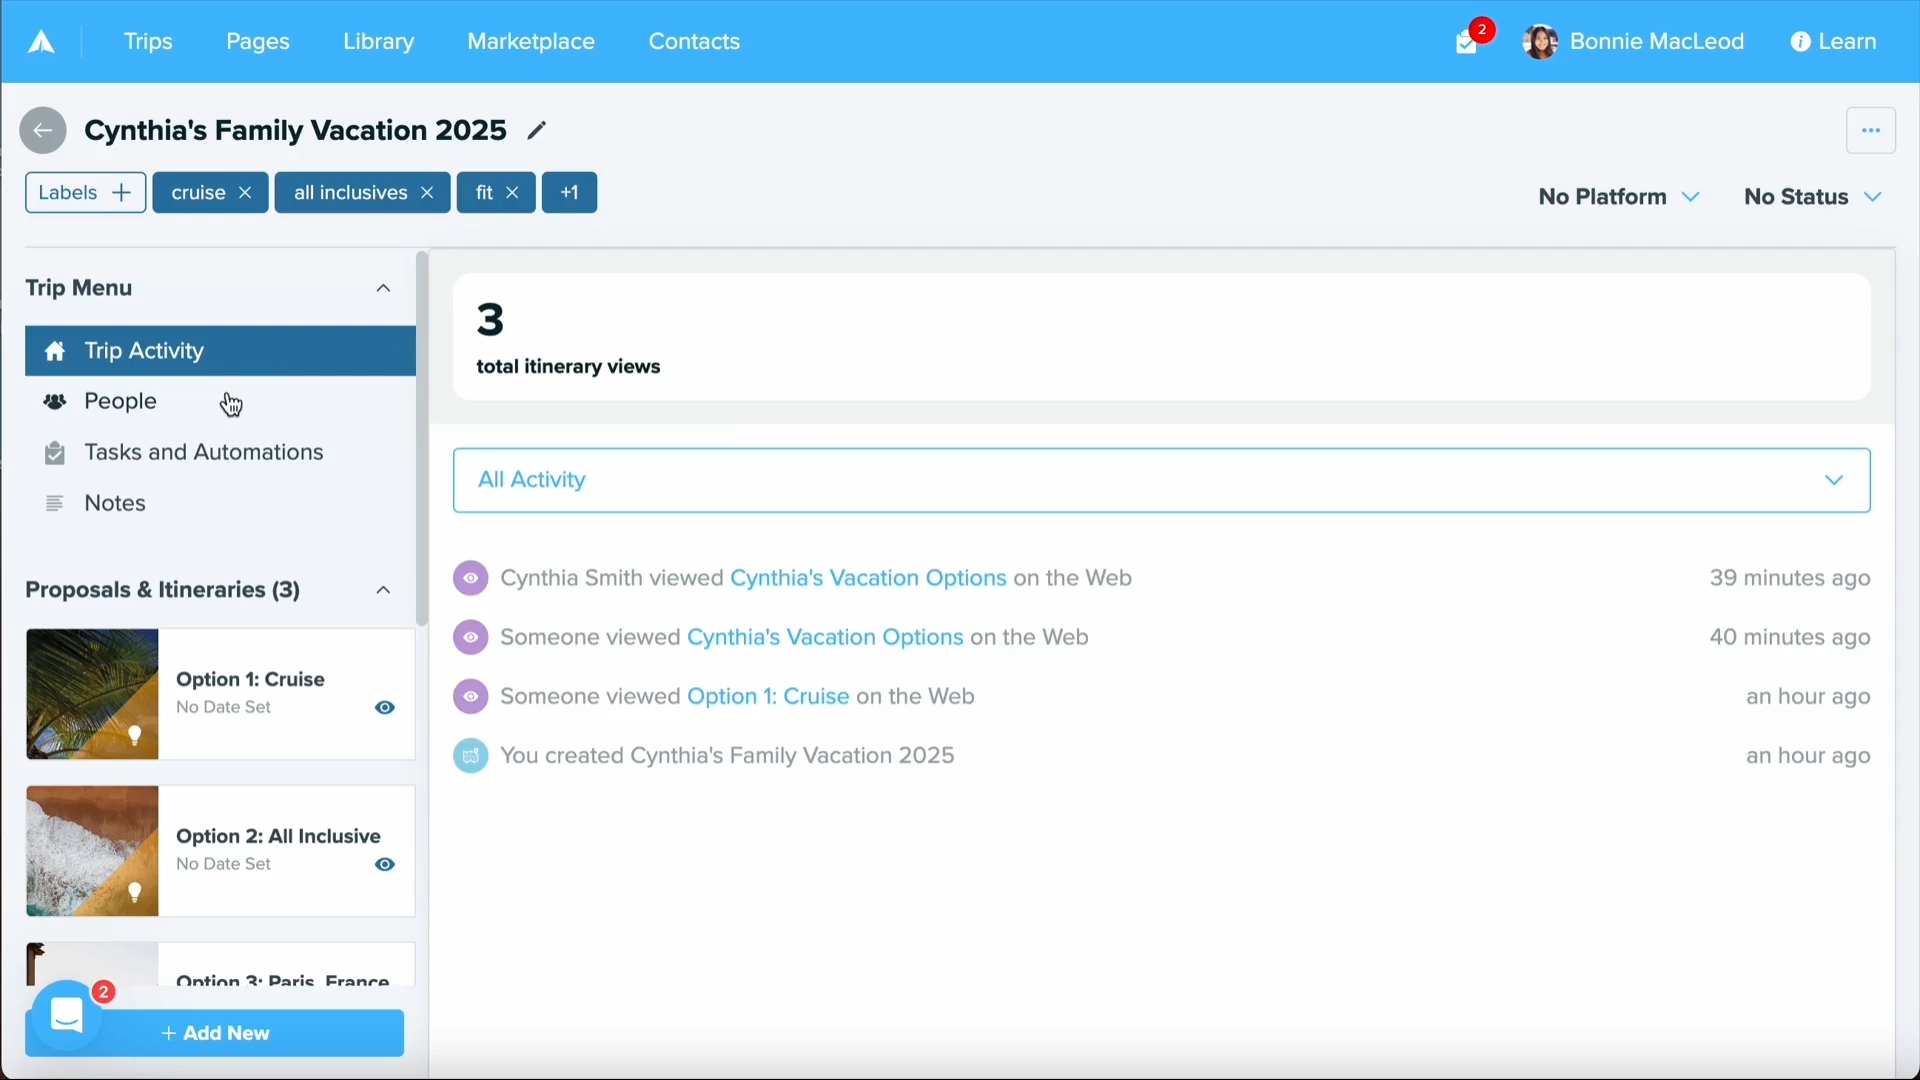 Trips Pages Library Marketplace Contacts 2 Bonnie MacLeod i Learn
Cynthia's Family Vacation 2025
Labels + cruise × all inclusives × fit × +1
No Platform No Status
Trip Menu
Trip Activity
People
Tasks and Automations
Notes
Proposals & Itineraries (3)
Option 1: Cruise
No Date Set
Option 2: All Inclusive
No Date Set
Option 3: Paris, France
2
+ Add New
3
total itinerary views
All Activity
Cynthia Smith viewed Cynthia's Vacation Options on the Web 39 minutes ago
Someone viewed Cynthia's Vacation Options on the Web 40 minutes ago
Someone viewed Option 1: Cruise on the Web an hour ago
You created Cynthia's Family Vacation 2025 an hour ago